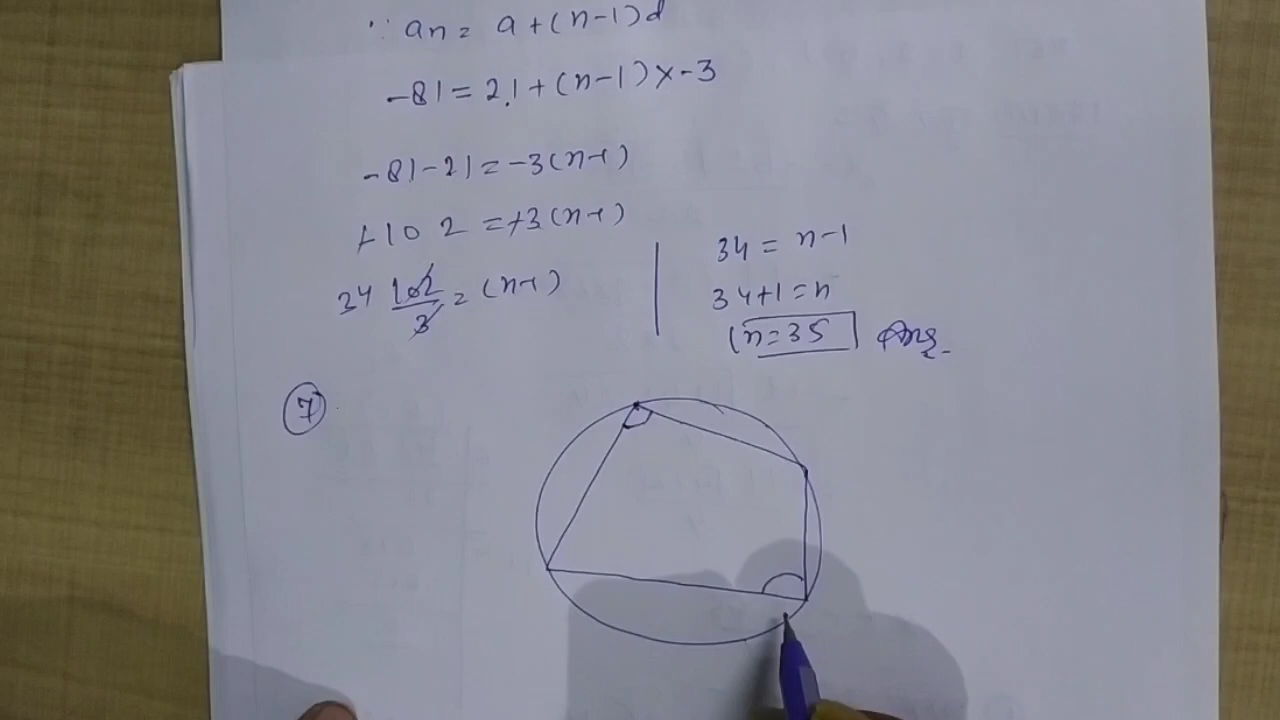 ∵ an = a + (n-1)d
-81 = 21 + (n-1) × -3
-81 - 21 = -3(n-1)
+102 = +3(n-1)
34 102/3 = (n-1)
34 = n-1
34+1 = n
(n=35 Ans.
7